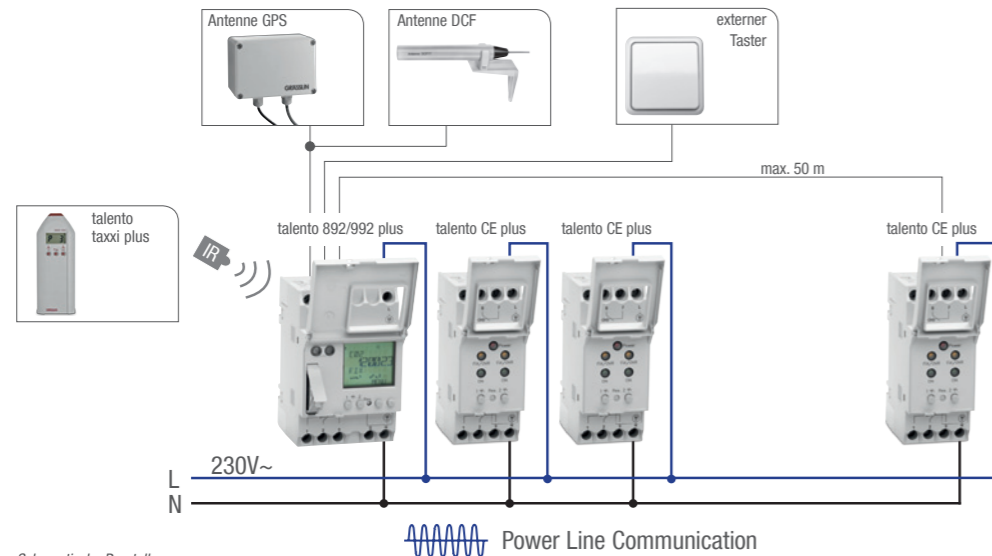 Antenne GPS
Antenne DCF
externer
Taster
GRÄSSLIN
max. 50 m
talento
taxxi plus
IR
talento 892/992 plus
talento CE plus
talento CE plus
talento CE plus
230V~
L
N
Power Line Communication